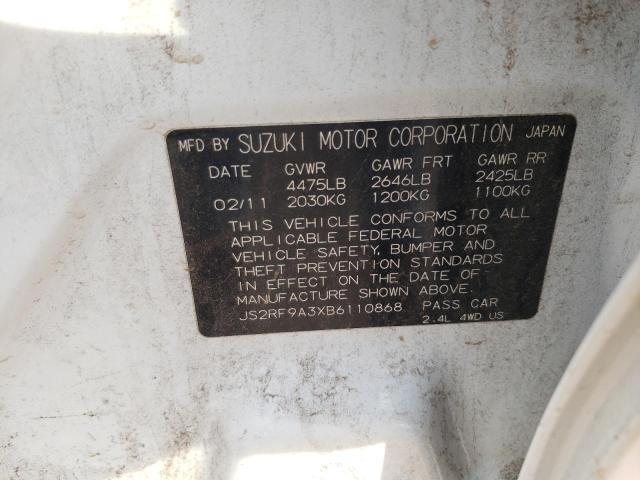 MFD BY SUZUKI MOTOR CORPORATION JAPAN
DATE GVWR GAWR FRT GAWR RR
4475LB 2646LB 2425LB
02/11 2030KG 1200KG 1100KG
THIS VEHICLE CONFORMS TO ALL
APPLICABLE FEDERAL MOTOR
VEHICLE SAFETY, BUMPER AND
THEFT PREVENTION STANDARDS
IN EFFECT ON THE DATE OF
MANUFACTURE SHOWN ABOVE.
JS2RF9A3XB6110868 PASS CAR
2.4L 4WD US